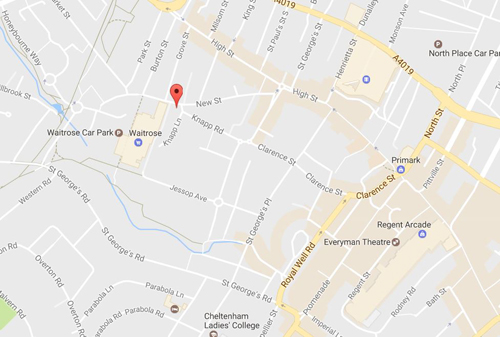 Market St
Honeybourne Way
Park St
Burton St
Grove St
Milsom St
High St
King St
St Paul's St S
St George's St
A4019
Dunalley
Monson Ave
Henrietta St
A4019
North Place Car Park
North Pl
High St
New St
North St
Millbrook St
Waitrose Car Park
Waitrose
Knapp Ln
Knapp Rd
Clarence St
Clarence St
Clarence St
Primark
Pittville St
Western Rd
St George's Rd
Jessop Ave
St George's Pl
Royal Well Rd
Regent Arcade
Everyman Theatre
Overton Rd
Overton Rd
Malvern Rd
St George's Rd
St George's Rd
Parabola Ln
Parabola Rd
Cheltenham
Ladies' College
Promenade
Regent St
Rodney Rd
Bath St
Imperial